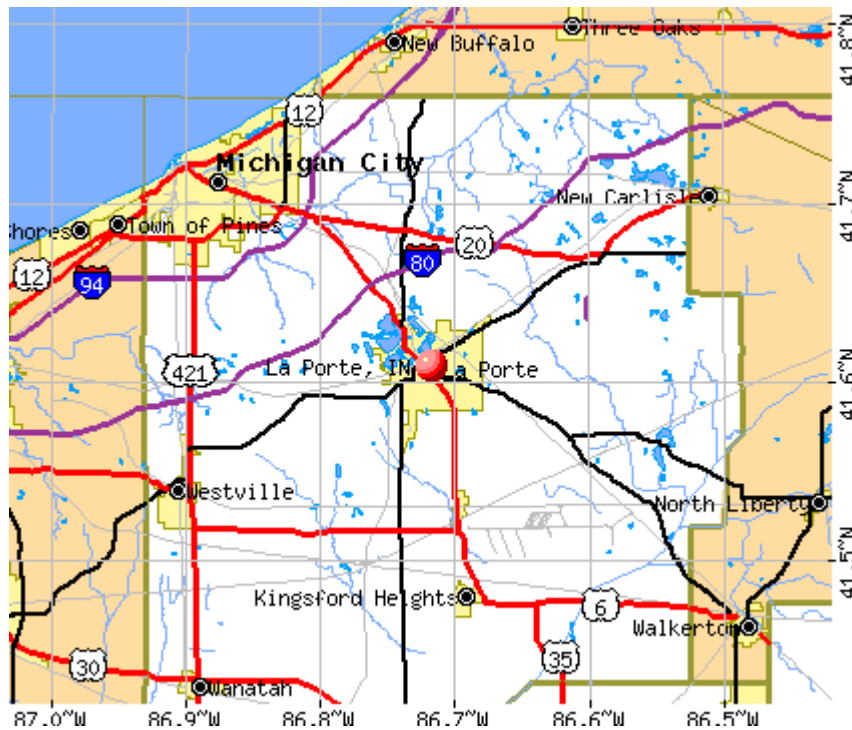 Three Oaks
New Buffalo
41.8~N
12
Michigan City
New Carlisle
41.7~N
Shores
Town of Pines
20
80
12
94
421
La Porte, IN
La Porte
41.6~N
Westville
North Liberty
41.5~N
Kingsford Heights
6
Walkerton
30
35
Wanatah
87.0~W
86.9~W
86.8~W
86.7~W
86.6~W
86.5~W